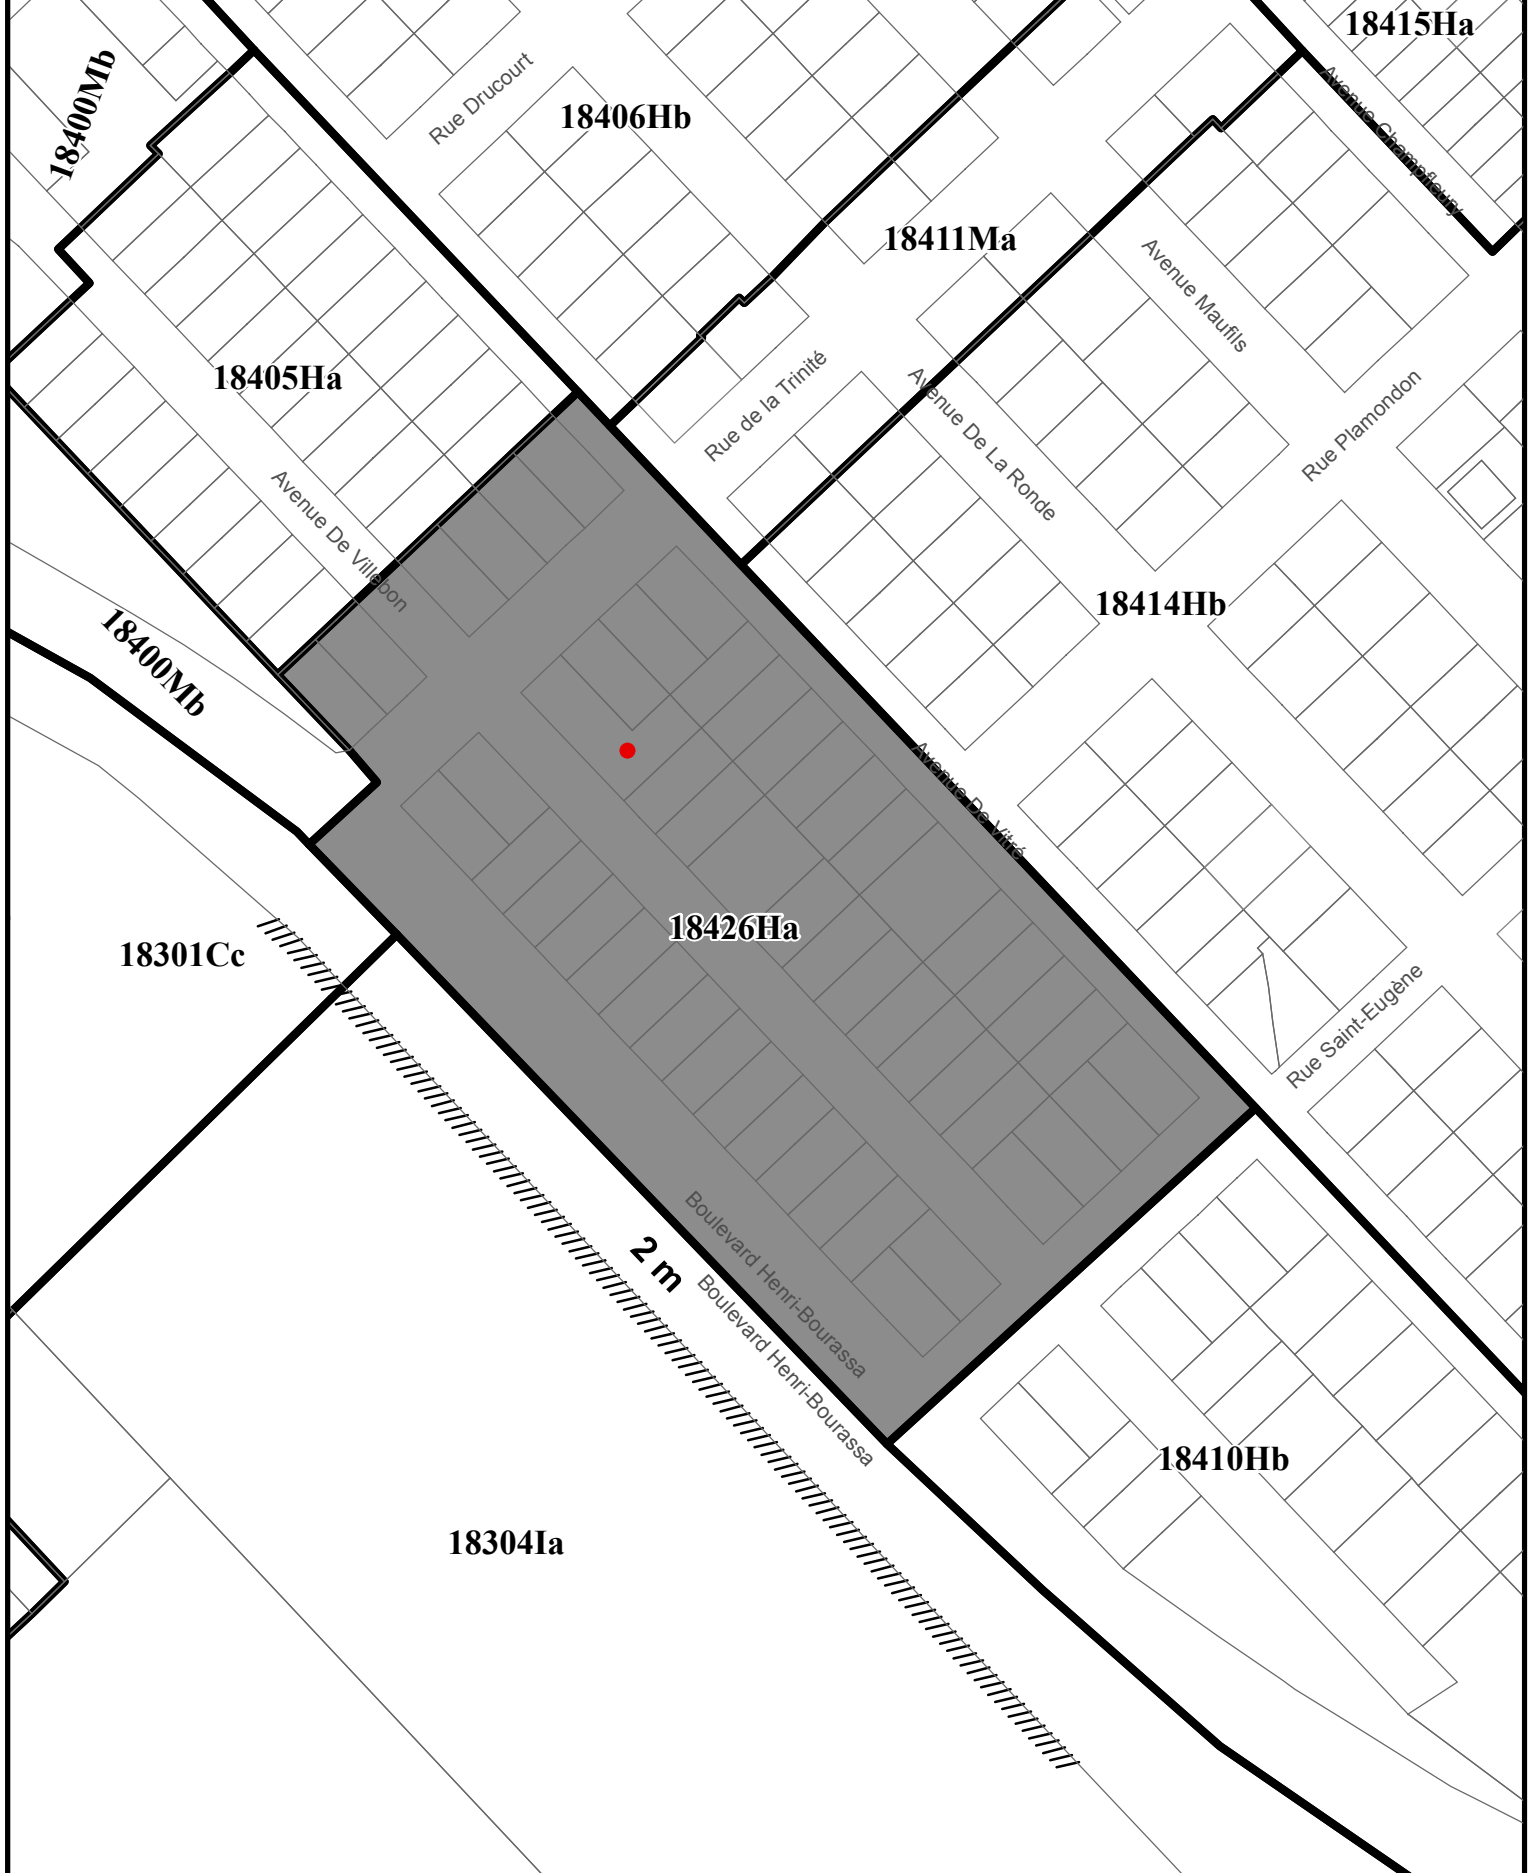 18415Ha
18400Mb
Rue Drucourt
18406Hb
Avenue Champfleury
18411Ma
Avenue Maufils
18405Ha
Rue de la Trinité
Avenue De La Ronde
Rue Plamondon
Avenue De Villebon
18414Hb
18400Mb
Avenue De Vitré
18426Ha
18301Cc
Rue Saint-Eugène
2 m
Boulevard Henri-Bourassa
Boulevard Henri-Bourassa
18410Hb
18304Ia